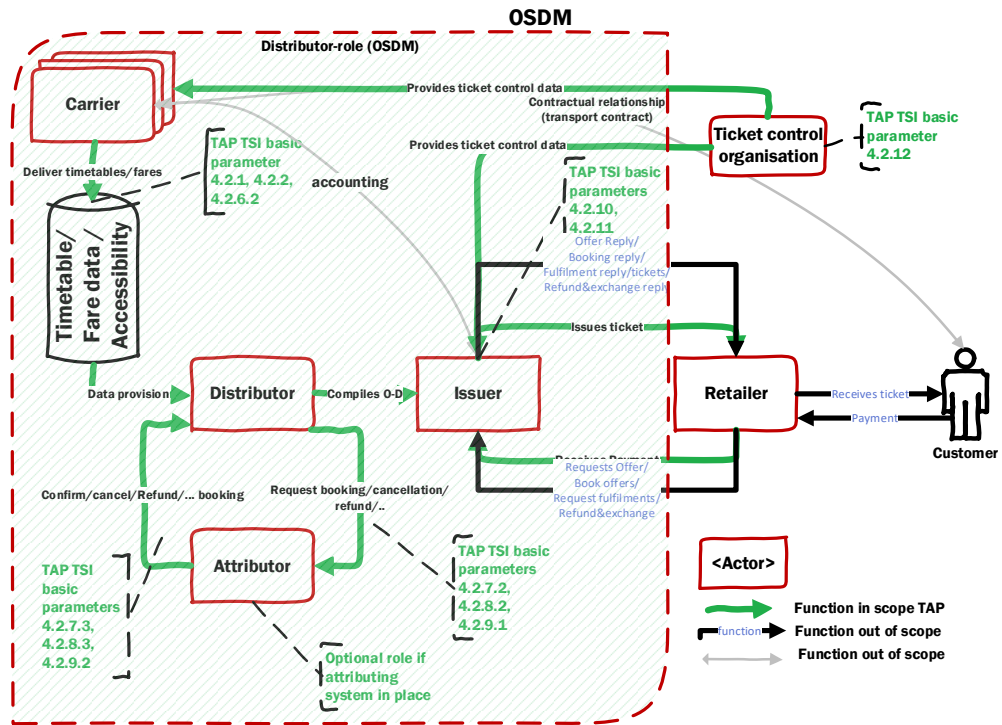 OSDM
Distributor-role (OSDM)
Carrier
Provides ticket control data
Contractual relationship
(transport contract)
Ticket control
organisation
TAP TSI basic
parameter
4.2.12
Provides ticket control data
Deliver timetables/fares
TAP TSI basic
parameter
4.2.1, 4.2.2,
4.2.6.2
accounting
TAP TSI basic
parameters
4.2.10,
4.2.11
Timetable/
Fare data/
Accessibility
Offer Reply/
Booking reply/
Fulfilment reply/tickets/
Refund&exchange reply
Issues ticket
Data provision
Distributor
Compiles O-D
Issuer
Retailer
Receives ticket
Payment
Customer
Receives Payment
Requests Offer/
Book offers/
Request fulfilments/
Refund&exchange
Confirm/cancel/Refund/... booking
Request booking/cancellation/
refund/..
Attributor
TAP TSI
basic
parameters
4.2.7.3,
4.2.8.3,
4.2.9.2
TAP TSI basic
parameters
4.2.7.2,
4.2.8.2,
4.2.9.1
Optional role if
attributing
system in place
<Actor>
Function in scope TAP
function
Function out of scope
Function out of scope